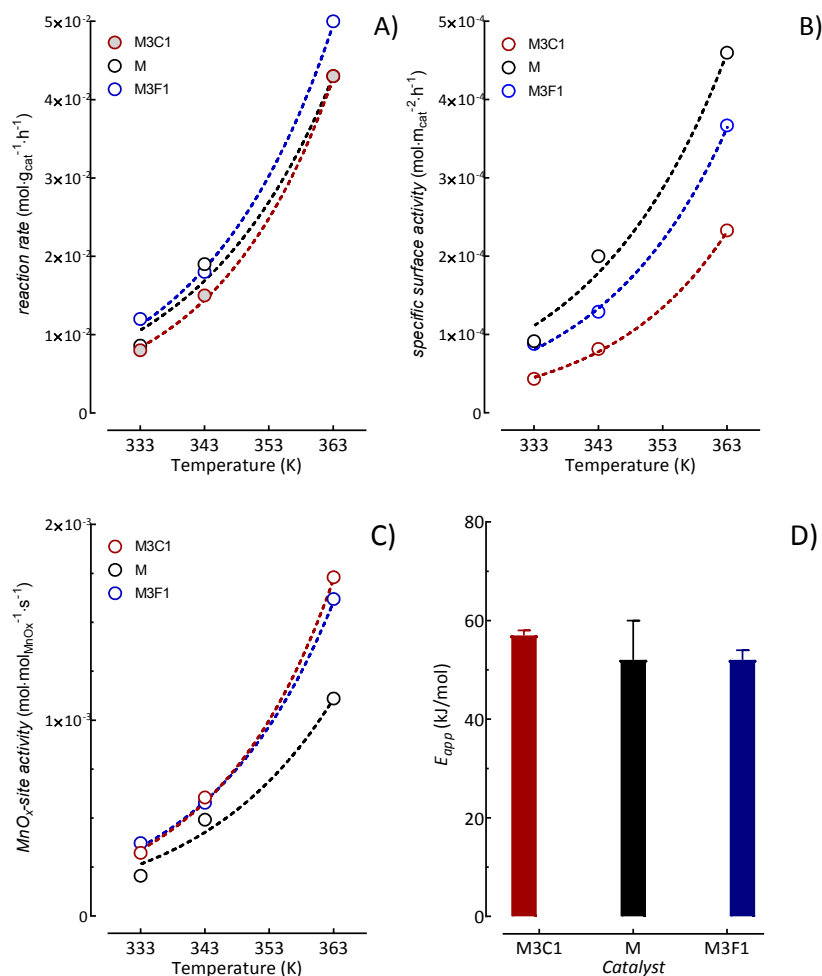 A)
5×10⁻²
4×10⁻²
3×10⁻²
2×10⁻²
1×10⁻²
0
reaction rate (mol·g_cat⁻¹·h⁻¹)
M3C1
M
M3F1
333 343 353 363
Temperature (K)
B)
5×10⁻⁴
4×10⁻⁴
3×10⁻⁴
2×10⁻⁴
1×10⁻⁴
0
specific surface activity (mol·m_cat⁻²·h⁻¹)
M3C1
M
M3F1
333 343 353 363
Temperature (K)
C)
2×10⁻³
1×10⁻³
0
MnOₓ-site activity (mol·mol_MnOx⁻¹·s⁻¹)
M3C1
M
M3F1
333 343 353 363
Temperature (K)
D)
80
60
40
20
0
E_app (kJ/mol)
M3C1 M M3F1
Catalyst